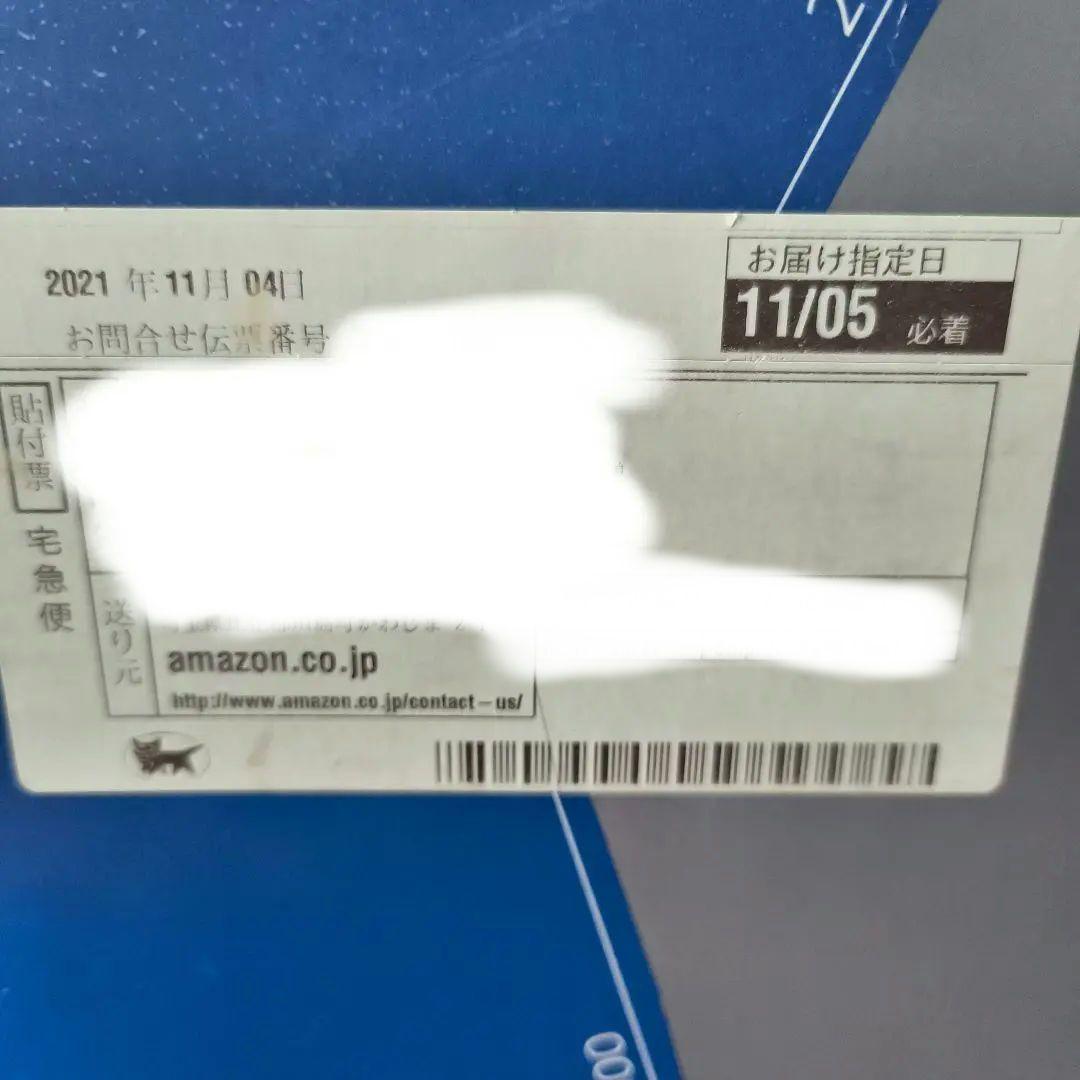 2021 年 11月 04日
お届け指定日
11/05 必着
お問合せ伝票番号
貼付票
宅急便
送り元
amazon.co.jp
http://www.amazon.co.jp/contact-us/
00